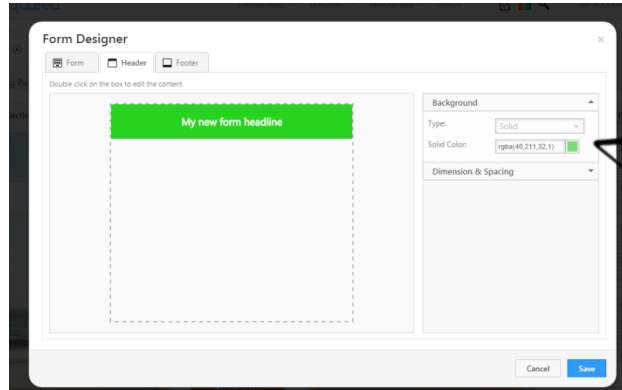 Form Designer
×
Form Header Footer
Double click on the box to edit the content
My new form headline
Background
Type: Solid
Solid Color: rgba(40,211,32,1)
Dimension & Spacing
Cancel Save